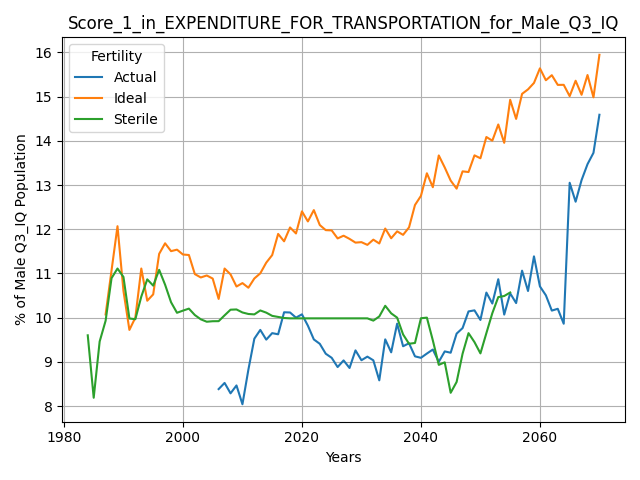 Score_1_in_EXPENDITURE_FOR_TRANSPORTATION_for_Male_Q3_IQ
Fertility
Actual
Ideal
Sterile
% of Male Q3_IQ Population
16
15
14
13
12
11
10
9
8
1980
2000
2020
2040
2060
Years